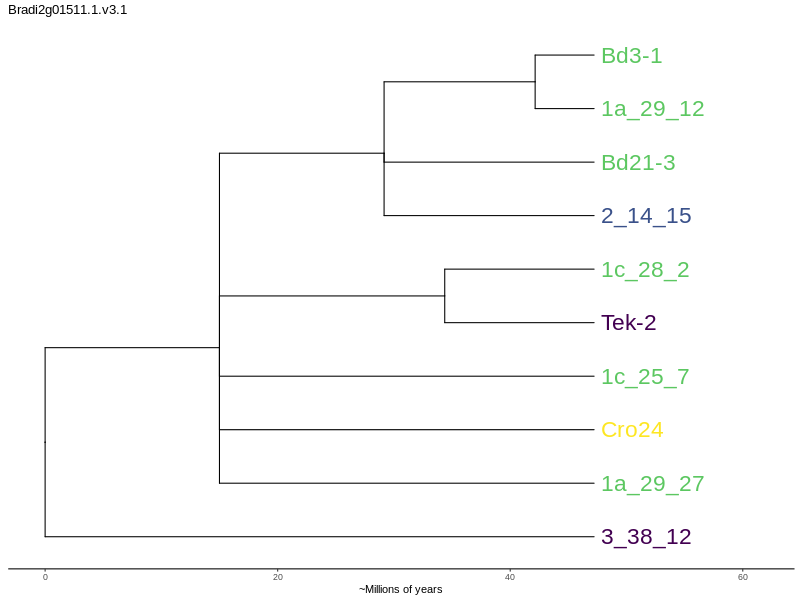 Bradi2g01511.1.v3.1
Bd3-1
1a_29_12
Bd21-3
2_14_15
1c_28_2
Tek-2
1c_25_7
Cro24
1a_29_27
3_38_12
0 20 40 60
~Millions of years